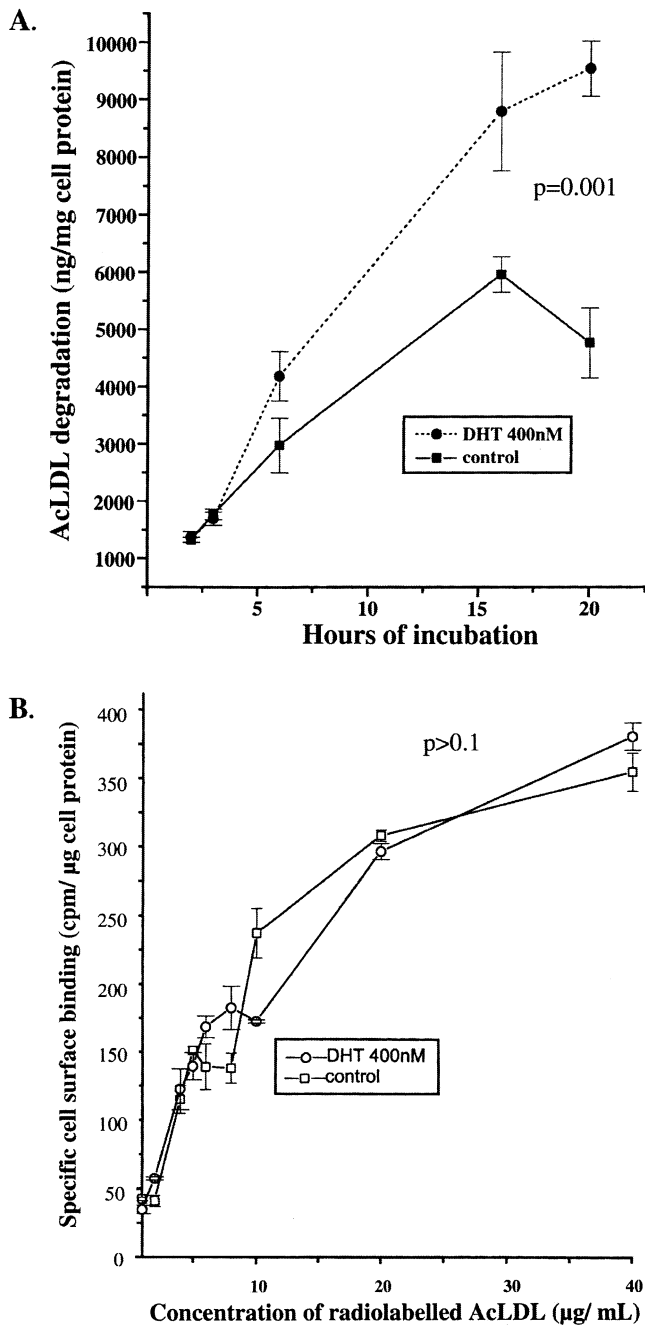 A.
AcLDL degradation (ng/mg cell protein)
10000
9000
8000
7000
6000
5000
4000
3000
2000
1000
p=0.001
DHT 400nM
control
5
10
15
20
Hours of incubation
B.
Specific cell surface binding (cpm/ µg cell protein)
400
350
300
250
200
150
100
50
0
p>0.1
DHT 400nM
control
10
20
30
40
Concentration of radiolabelled AcLDL (µg/ mL)